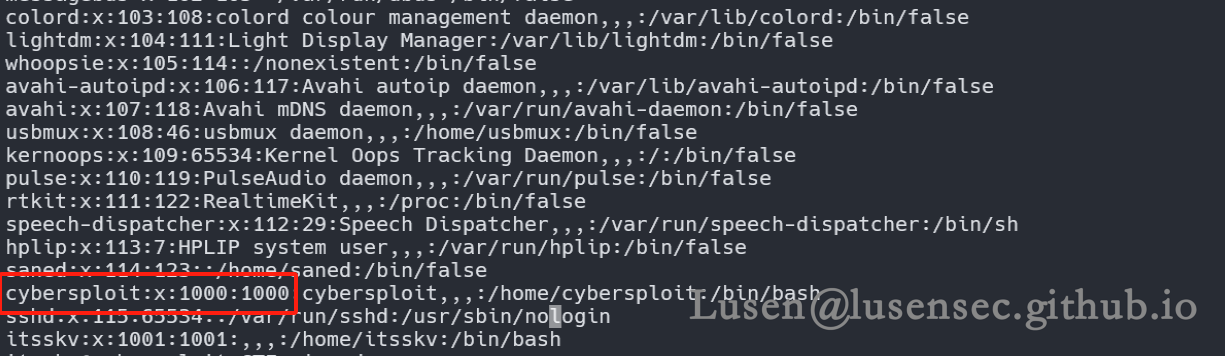 colord:x:103:108:colord colour management daemon,,,:/var/lib/colord:/bin/false
lightdm:x:104:111:Light Display Manager:/var/lib/lightdm:/bin/false
whoopsie:x:105:114::/nonexistent:/bin/false
avahi-autoipd:x:106:117:Avahi autoip daemon,,,:/var/lib/avahi-autoipd:/bin/false
avahi:x:107:118:Avahi mDNS daemon,,,:/var/run/avahi-daemon:/bin/false
usbmux:x:108:46:usbmux daemon,,,:/home/usbmux:/bin/false
kernoops:x:109:65534:Kernel Oops Tracking Daemon,,,:/:/bin/false
pulse:x:110:119:PulseAudio daemon,,,:/var/run/pulse:/bin/false
rtkit:x:111:122:RealtimeKit,,,:/proc:/bin/false
speech-dispatcher:x:112:29:Speech Dispatcher,,,:/var/run/speech-dispatcher:/bin/sh
hplip:x:113:7:HPLIP system user,,,:/var/run/hplip:/bin/false
saned:x:114:123::/home/saned:/bin/false
cybersploit:x:1000:1000:cybersploit,,,:/home/cybersploit:/bin/bash
sshd:x:115:65534::/var/run/sshd:/usr/sbin/nologin
itsskv:x:1001:1001:,,,:/home/itsskv:/bin/bash
Lusen@lusensec.github.io